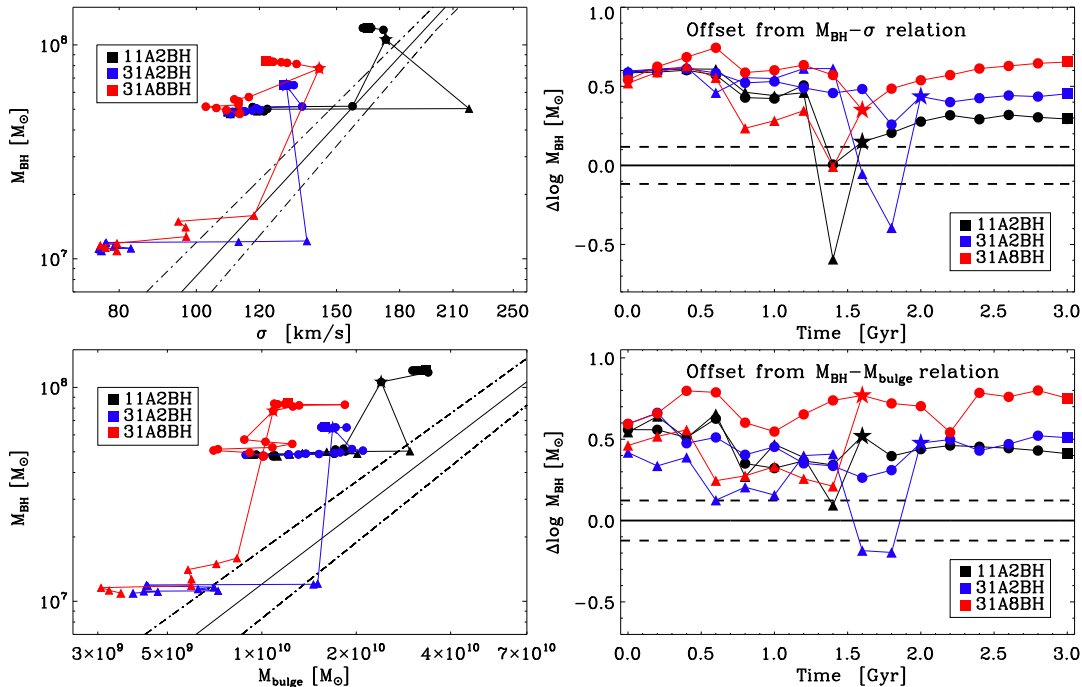 10⁸
10⁷
M_BH [M⊙]
11A2BH
31A2BH
31A8BH
80 100 120 150 180 210 250
σ [km/s]
Offset from M_BH−σ relation
1.0
0.5
0.0
−0.5
Δlog M_BH
11A2BH
31A2BH
31A8BH
0.0 0.5 1.0 1.5 2.0 2.5 3.0
Time [Gyr]
10⁸
10⁷
M_BH [M⊙]
11A2BH
31A2BH
31A8BH
3×10⁹ 5×10⁹ 1×10¹⁰ 2×10¹⁰ 4×10¹⁰ 7×10¹⁰
M_bulge [M⊙]
Offset from M_BH−M_bulge relation
1.0
0.5
0.0
−0.5
Δlog M_BH
11A2BH
31A2BH
31A8BH
0.0 0.5 1.0 1.5 2.0 2.5 3.0
Time [Gyr]